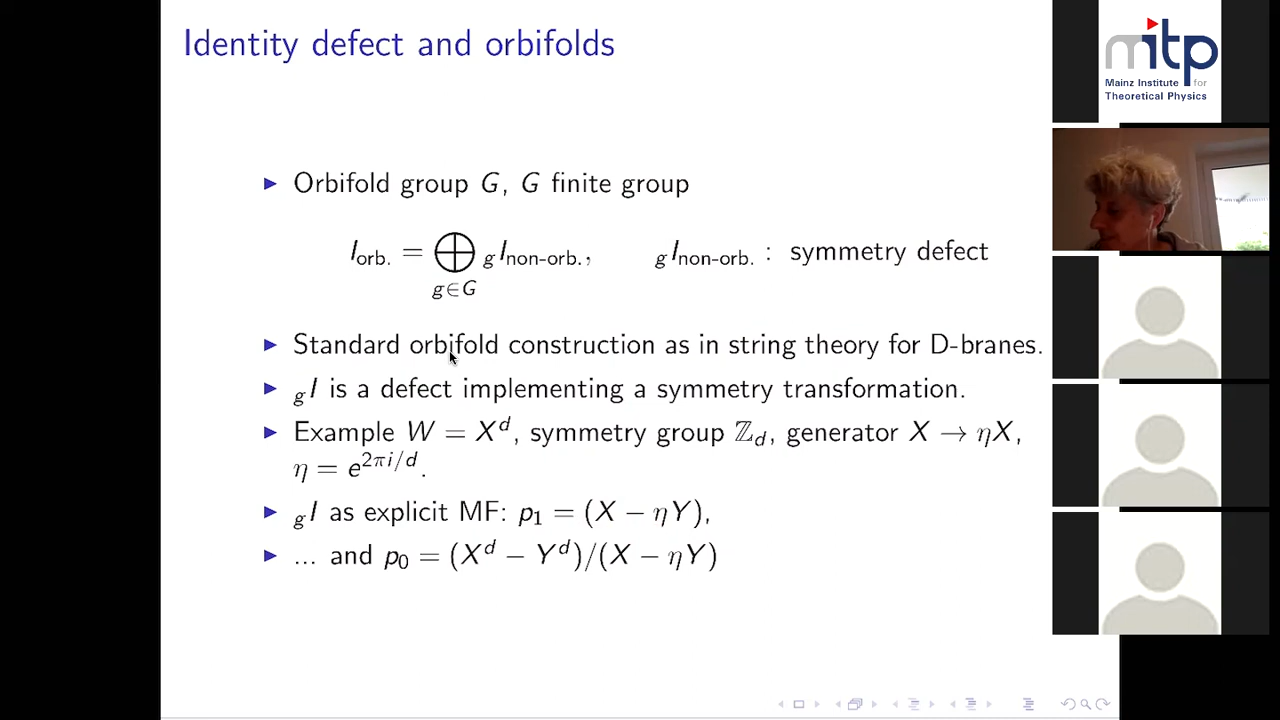 Identity defect and orbifolds
mitp
Mainz Institute for
Theoretical Physics
▶ Orbifold group G, G finite group
I_orb. = ⊕_{g∈G} _gI_non-orb., _gI_non-orb. : symmetry defect
▶ Standard orbifold construction as in string theory for D-branes.
▶ _gI is a defect implementing a symmetry transformation.
▶ Example W = X^d, symmetry group ℤ_d, generator X → ηX,
η = e^{2πi/d}.
▶ _gI as explicit MF: p_1 = (X − ηY),
▶ ... and p_0 = (X^d − Y^d)/(X − ηY)